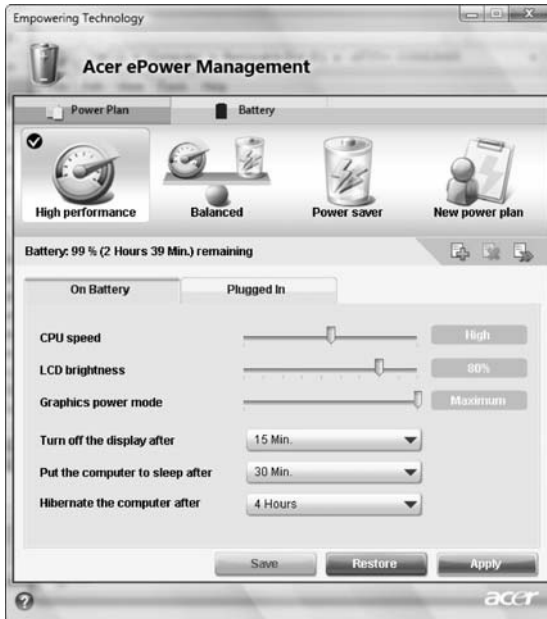 Empowering Technology
Acer ePower Management
Power Plan Battery
High performance Balanced Power saver New power plan
Battery: 99 % (2 Hours 39 Min.) remaining
On Battery Plugged In
CPU speed High
LCD brightness 80%
Graphics power mode Maximum
Turn off the display after 15 Min.
Put the computer to sleep after 30 Min.
Hibernate the computer after 4 Hours
Save Restore Apply
acer